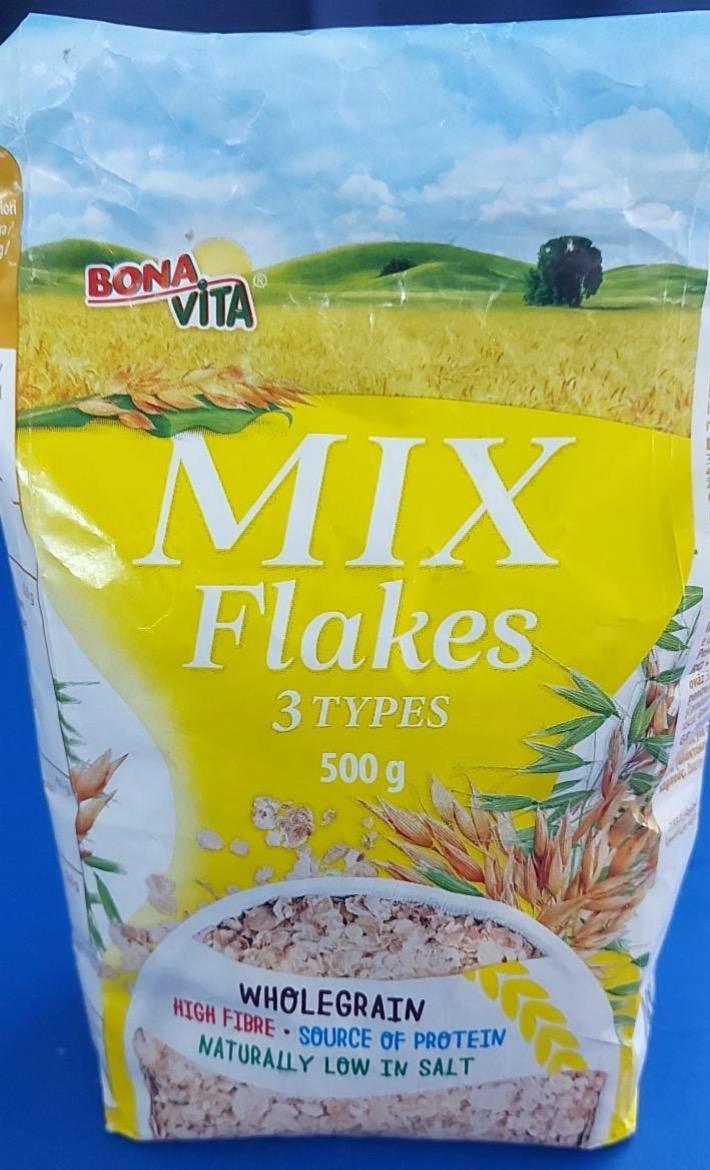 BONA
VITA®
MIX
Flakes
3 TYPES
500 g
WHOLEGRAIN
HIGH FIBRE • SOURCE OF PROTEIN
NATURALLY LOW IN SALT